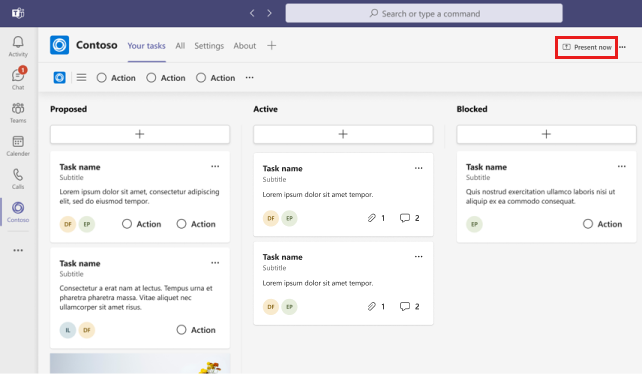 Search or type a command
Activity
1
Chat
Teams
Calender
Calls
Contoso
Contoso Your tasks All Settings About
Present now
Action Action Action
Proposed
Task name
Subtitle
Lorem ipsum dolor sit amet, consectetur adipiscing
elit, sed do eiusmod tempor.
DF EP Action Action
Task name
Subtitle
Consectetur a erat nam at lectus. Tempus urna et
pharetra pharetra massa. Vitae aliquet nec
ullamcorper sit amet risus.
IL DF Action
Active
Task name
Subtitle
Lorem ipsum dolor sit amet tempor.
DF EP 1 2
Task name
Subtitle
Lorem ipsum dolor sit amet tempor.
DF EP 1 2
Blocked
Task name
Subtitle
Quis nostrud exercitation ullamco laboris nisi ut
aliquip ex ea commodo consequat.
EP Action